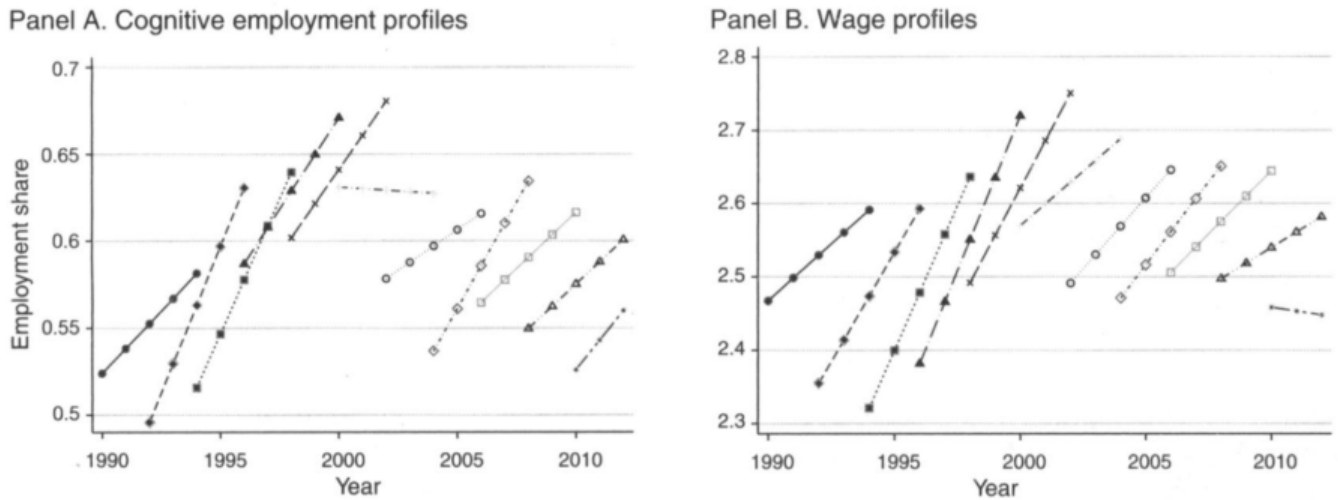 Panel A. Cognitive employment profiles
0.7
0.65
0.6
0.55
0.5
Employment share
1990 1995 2000 2005 2010
Year
Panel B. Wage profiles
2.8
2.7
2.6
2.5
2.4
2.3
1990 1995 2000 2005 2010
Year